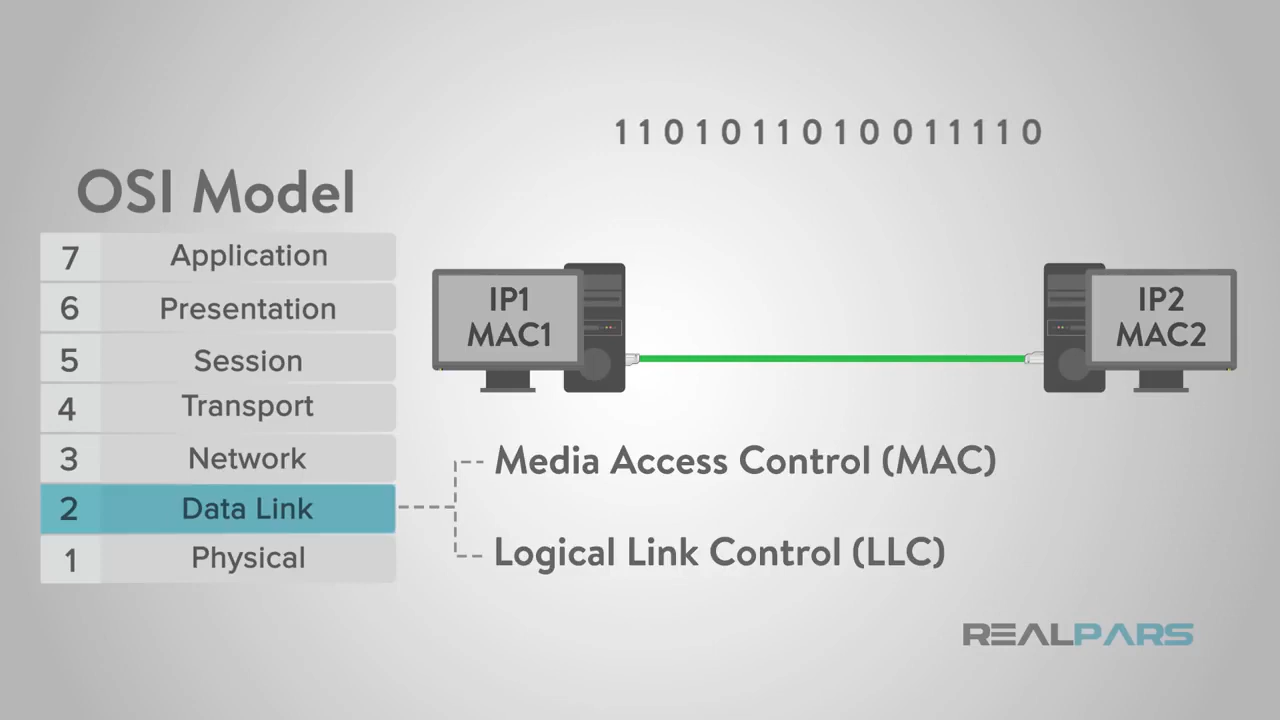 1 1 0 1 0 1 1 0 1 0 0 1 1 1 1 0
OSI Model
7 Application
6 Presentation
5 Session
4 Transport
3 Network
2 Data Link
1 Physical
IP1
MAC1
IP2
MAC2
Media Access Control (MAC)
Logical Link Control (LLC)
REALPARS